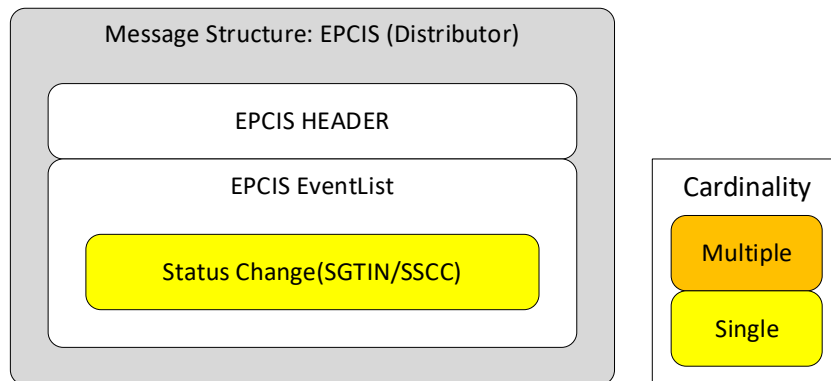 Message Structure: EPCIS (Distributor)
EPCIS HEADER
EPCIS EventList
Status Change(SGTIN/SSCC)
Cardinality
Multiple
Single